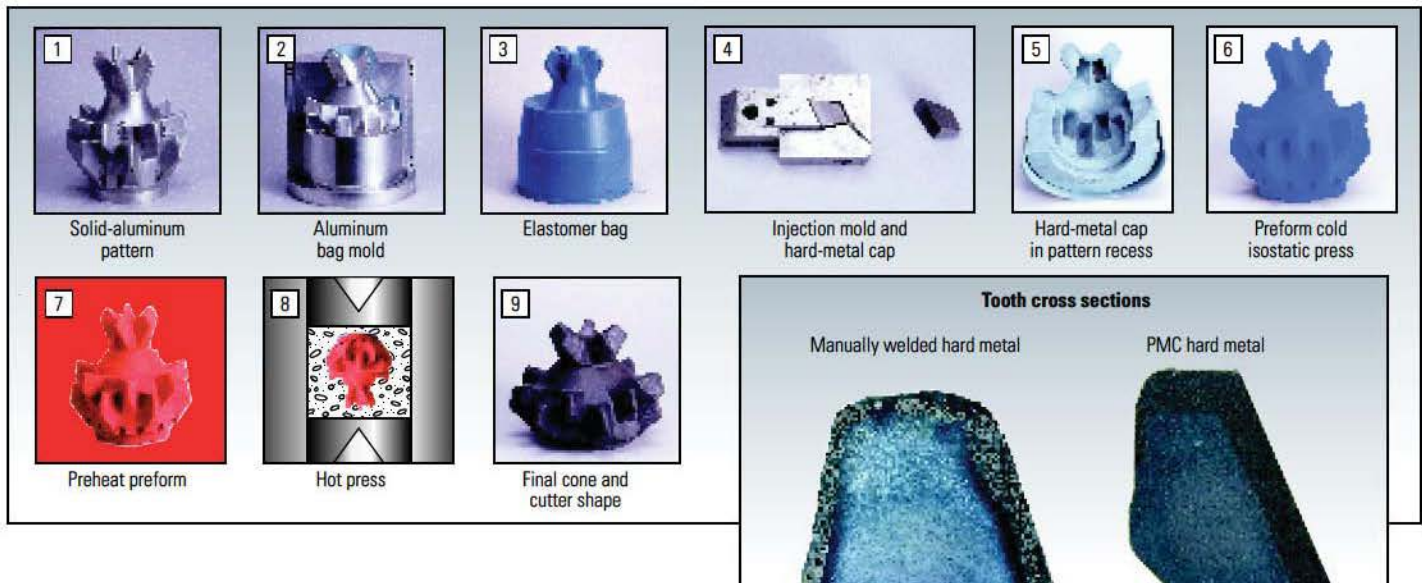 1
Solid-aluminum
pattern
2
Aluminum
bag mold
3
Elastomer bag
4
Injection mold and
hard-metal cap
5
Hard-metal cap
in pattern recess
6
Preform cold
isostatic press
7
Preheat preform
8
Hot press
9
Final cone and
cutter shape
Tooth cross sections
Manually welded hard metal
PMC hard metal